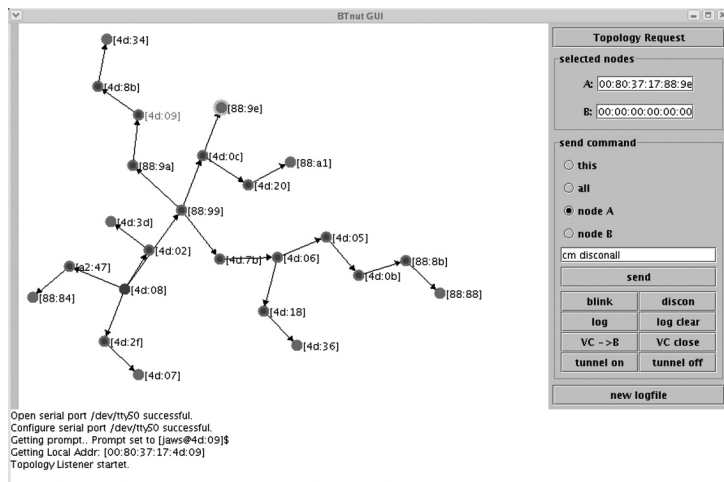 BTnut GUI
[4d:34]
[4d:8b]
[4d:09]
[88:9e]
[88:9a]
[4d:0c]
[88:a1]
[4d:20]
[88:99]
[4d:3d]
[4d:02]
[4d:05]
[a2:47]
[4d:7b]
[4d:06]
[88:8b]
[4d:0b]
[4d:08]
[88:84]
[88:88]
[4d:18]
[4d:2f]
[4d:36]
[4d:07]
Topology Request
selected nodes
A: 00:80:37:17:88:9e
B: 00:00:00:00:00:00
send command
this
all
node A
node B
cm disconall
send
blink discon
log log clear
VC ->B VC close
tunnel on tunnel off
new logfile
Open serial port /dev/ttyS0 successful.
Configure serial port /dev/ttyS0 successful.
Getting prompt.. Prompt set to [jaws@4d:09]$
Getting Local Addr: [00:80:37:17:4d:09]
Topology Listener startet.